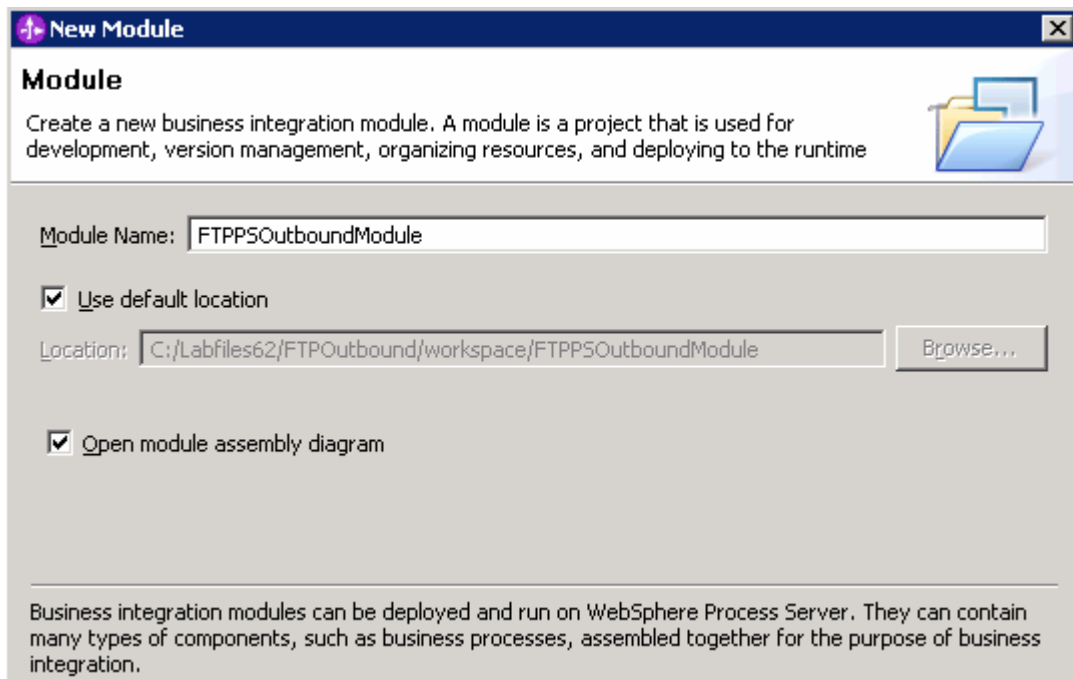 New Module
Module
Create a new business integration module. A module is a project that is used for
development, version management, organizing resources, and deploying to the runtime
Module Name: FTPPSOutboundModule
Use default location
Location: C:/Labfiles62/FTPOutbound/workspace/FTPPSOutboundModule Browse...
Open module assembly diagram
Business integration modules can be deployed and run on WebSphere Process Server. They can contain
many types of components, such as business processes, assembled together for the purpose of business
integration.